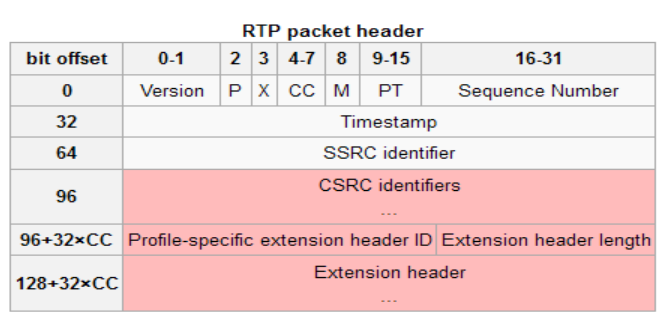 RTP packet header
bit offset 0-1 2 3 4-7 8 9-15 16-31
0 Version P X CC M PT Sequence Number
32 Timestamp
64 SSRC identifier
96 CSRC identifiers
...
96+32×CC Profile-specific extension header ID Extension header length
128+32×CC Extension header
...